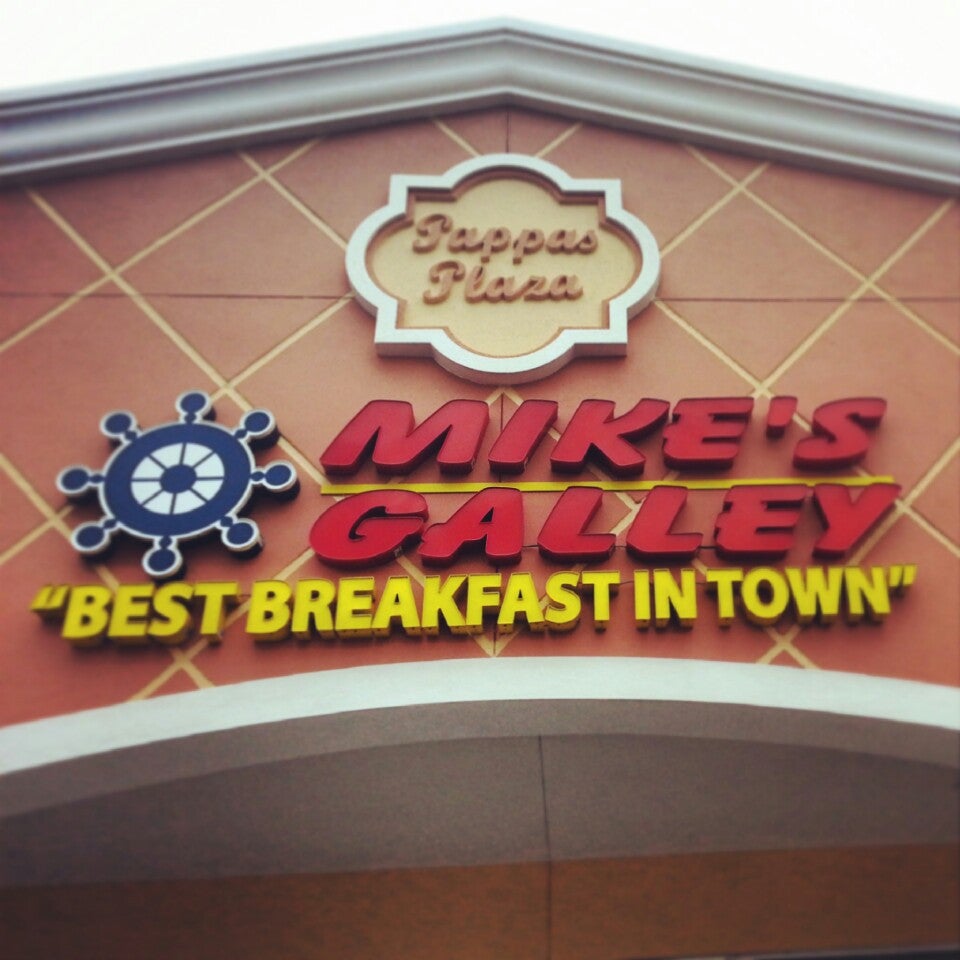 Pappas
Plaza
MIKE'S
GALLEY
"BEST BREAKFAST IN TOWN"